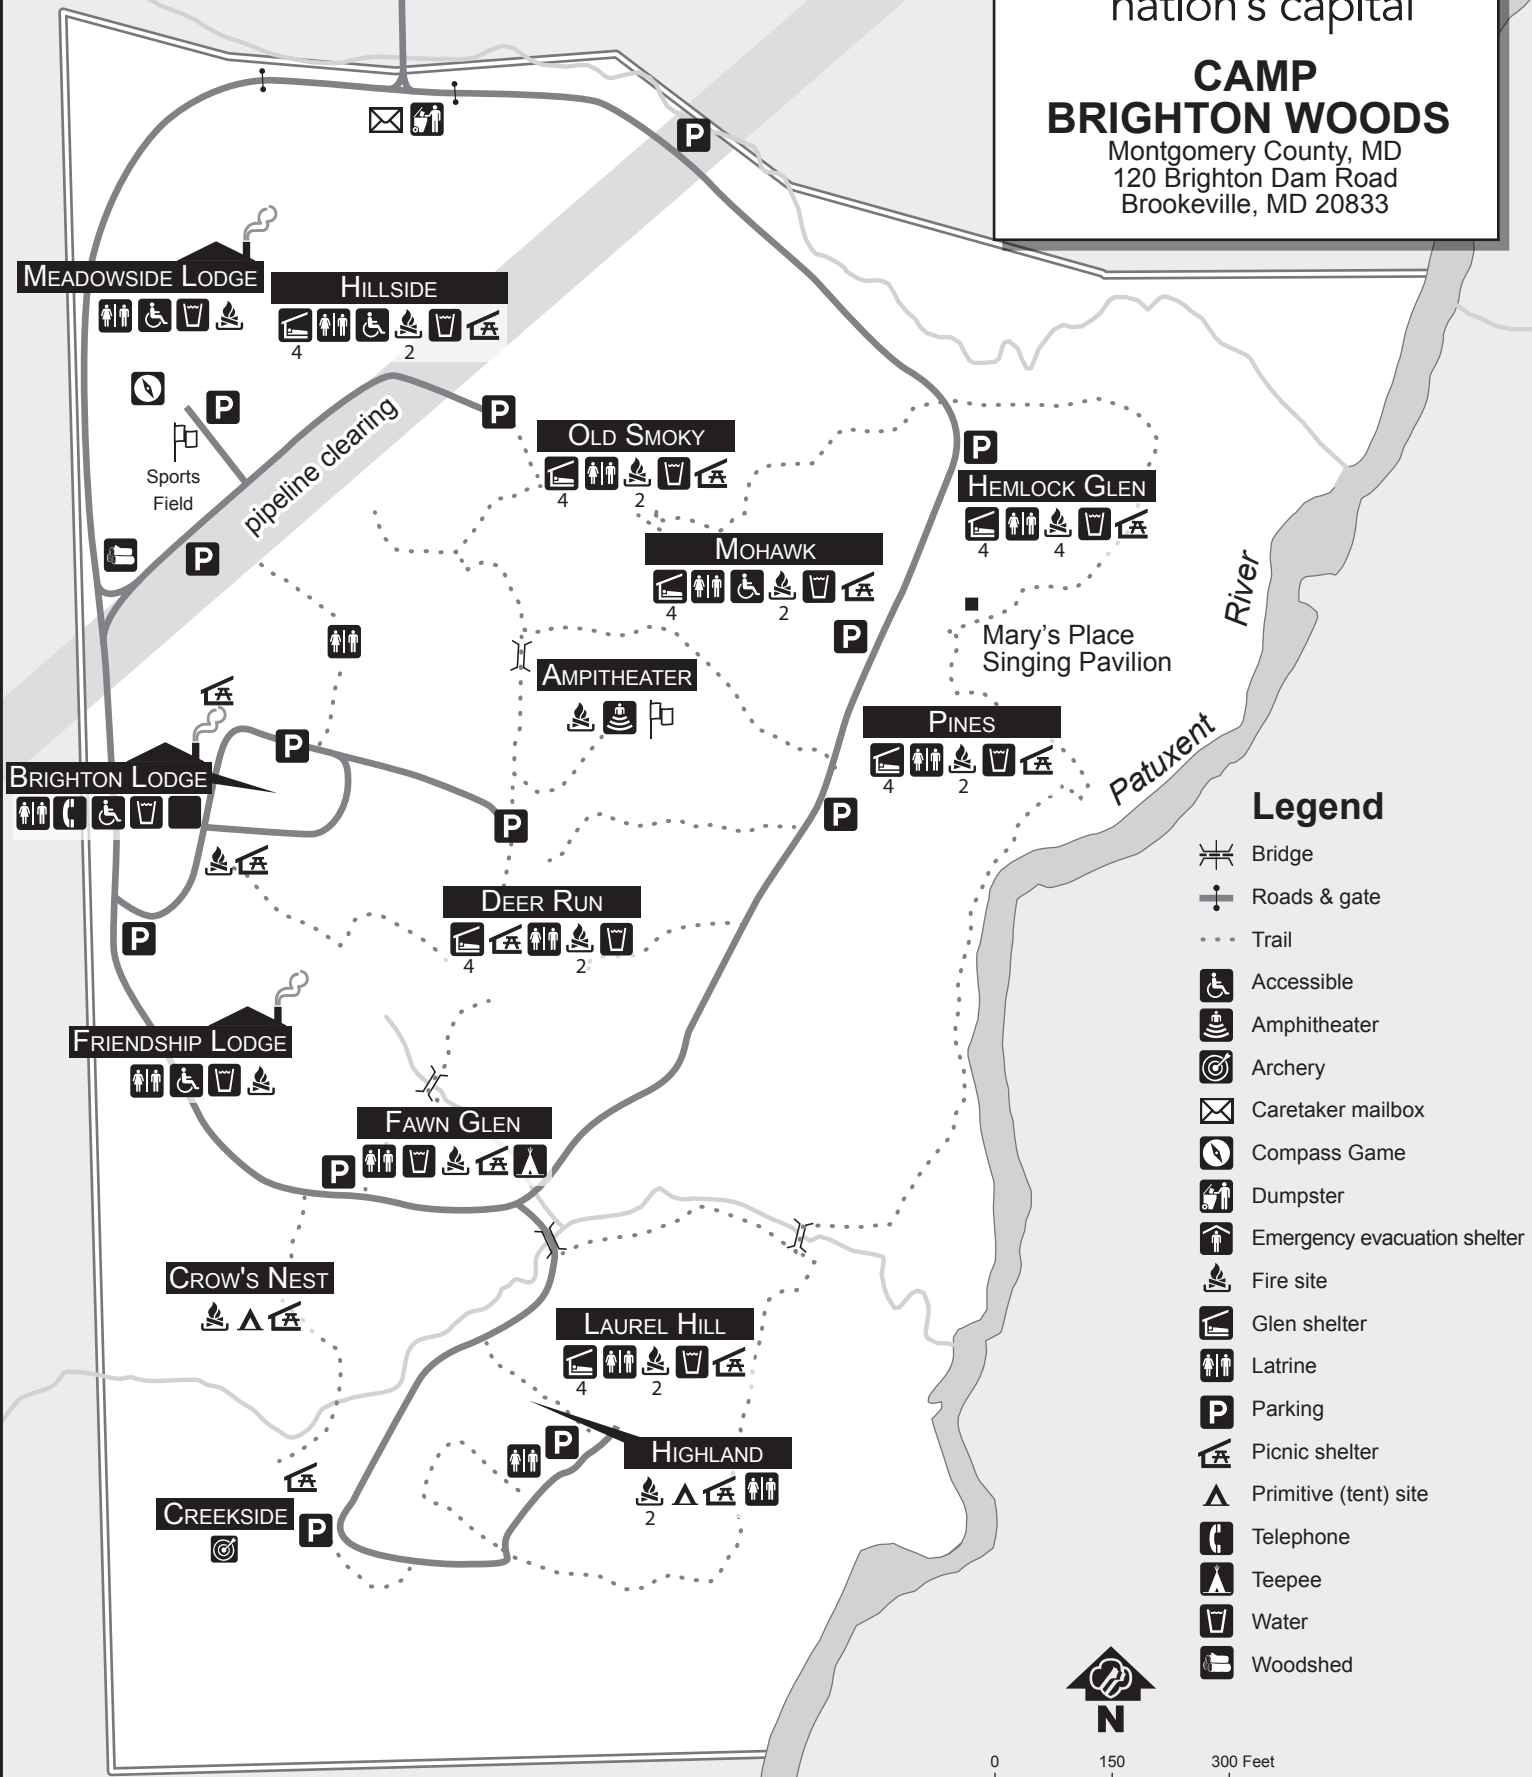 nation's capital
CAMP
BRIGHTON WOODS
Montgomery County, MD
120 Brighton Dam Road
Brookeville, MD 20833
P
MEADOWSIDE LODGE
HILLSIDE
4 2
P
P
pipeline clearing
Sports
Field
OLD SMOKY
4 2
P
HEMLOCK GLEN
4 4
MOHAWK
4 2
P
P
Mary's Place
Singing Pavilion
River
Patuxent
AMPITHEATER
PINES
4 2
P
BRIGHTON LODGE
P
P
P
DEER RUN
4 2
FRIENDSHIP LODGE
FAWN GLEN
P
CROW'S NEST
LAUREL HILL
4 2
P
HIGHLAND
2
CREEKSIDE
P
Legend
Bridge
Roads & gate
Trail
Accessible
Amphitheater
Archery
Caretaker mailbox
Compass Game
Dumpster
Emergency evacuation shelter
Fire site
Glen shelter
Latrine
P Parking
Picnic shelter
Primitive (tent) site
Telephone
Teepee
Water
Woodshed
N
0 150 300 Feet